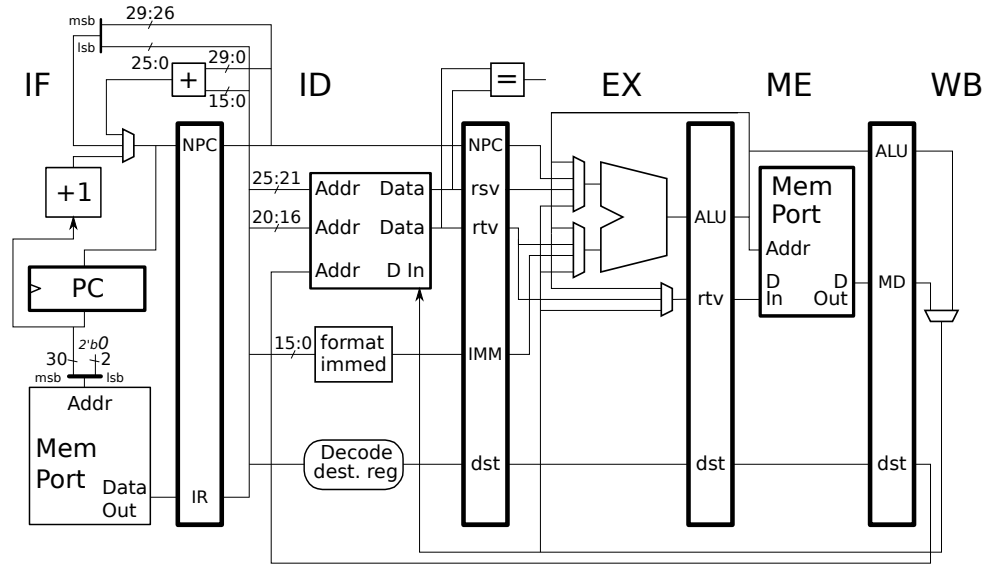 29:26
msb
lsb
25:0
29:0
+
=
15:0
IF
ID
EX
ME
WB
NPC
NPC
ALU
+1
25:21
Addr
Data
rsv
Mem
Port
20:16
Addr
Data
rtv
ALU
Addr
Addr
D In
PC
D
In
D
Out
MD
rtv
2'b0
30
2
msb
lsb
15:0
format
immed
IMM
Addr
Mem
Port
Data
Out
IR
Decode
dest. reg
dst
dst
dst